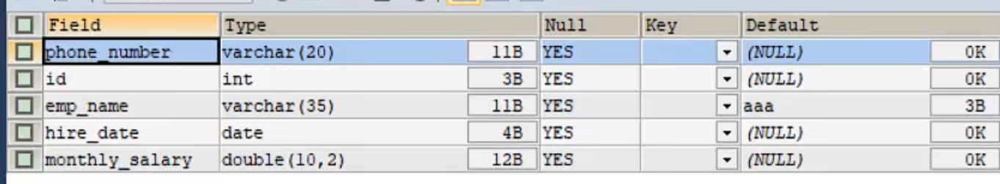 Field Type Null Key Default
phone_number varchar(20) 11B YES (NULL) 0K
id int 3B YES (NULL) 0K
emp_name varchar(35) 11B YES aaa 3B
hire_date date 4B YES (NULL) 0K
monthly_salary double(10,2) 12B YES (NULL) 0K